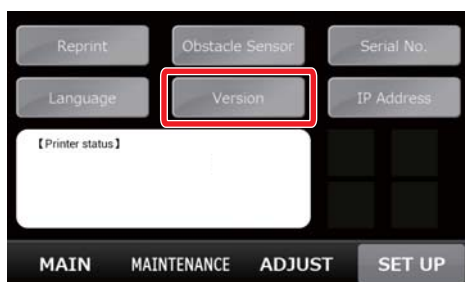 Reprint Obstacle Sensor Serial No.
Language Version IP Address
【Printer status】
MAIN MAINTENANCE ADJUST SET UP